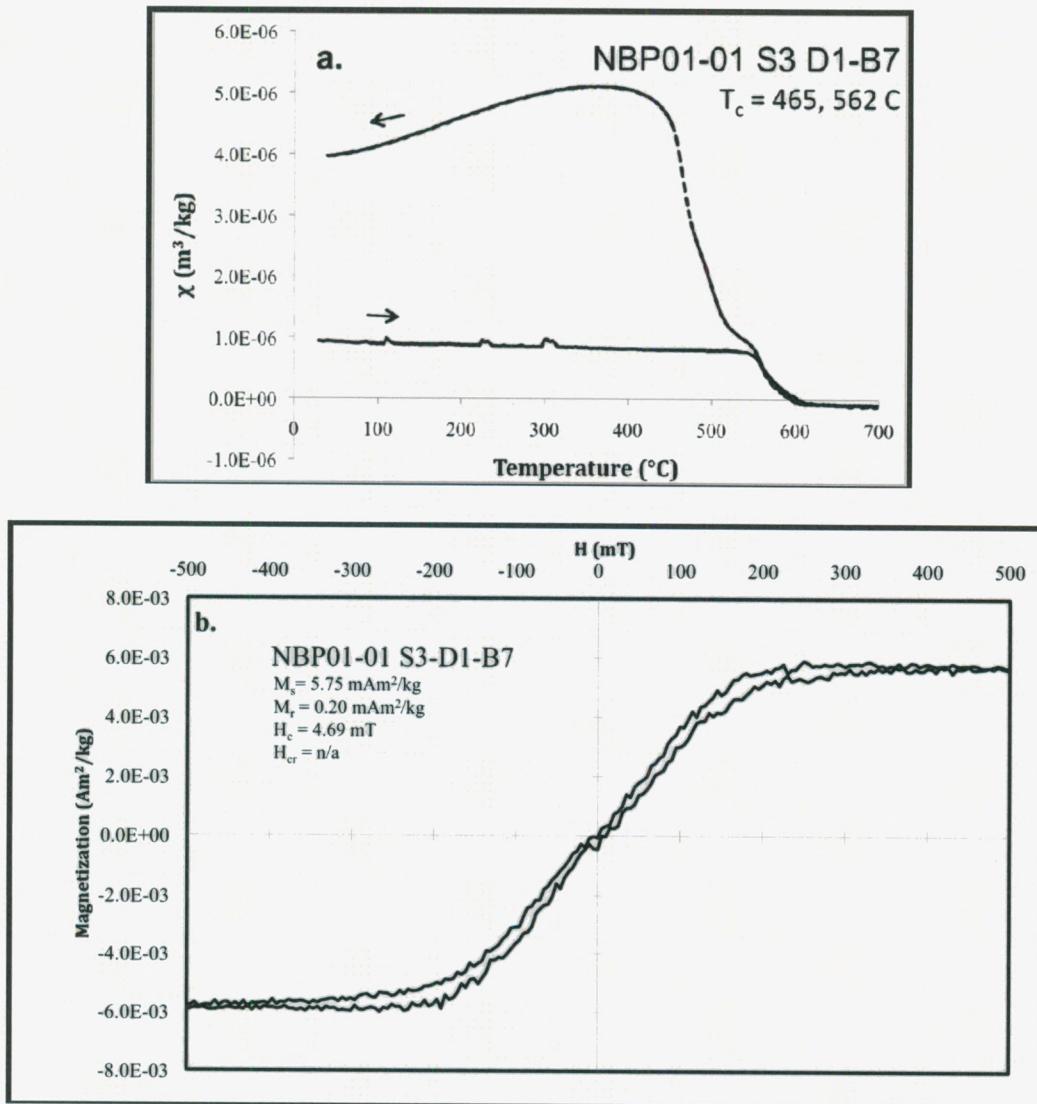 a.
NBP01-01 S3 D1-B7
T_c = 465, 562 C
6.0E-06
5.0E-06
4.0E-06
3.0E-06
2.0E-06
1.0E-06
0.0E+00
-1.0E-06
χ (m³/kg)
0 100 200 300 400 500 600 700
Temperature (°C)
H (mT)
-500 -400 -300 -200 -100 0 100 200 300 400 500
b.
NBP01-01 S3-D1-B7
M_s= 5.75 mAm²/kg
M_r = 0.20 mAm²/kg
H_c = 4.69 mT
H_cr = n/a
8.0E-03
6.0E-03
4.0E-03
2.0E-03
0.0E+00
-2.0E-03
-4.0E-03
-6.0E-03
-8.0E-03
Magnetization (Am²/kg)